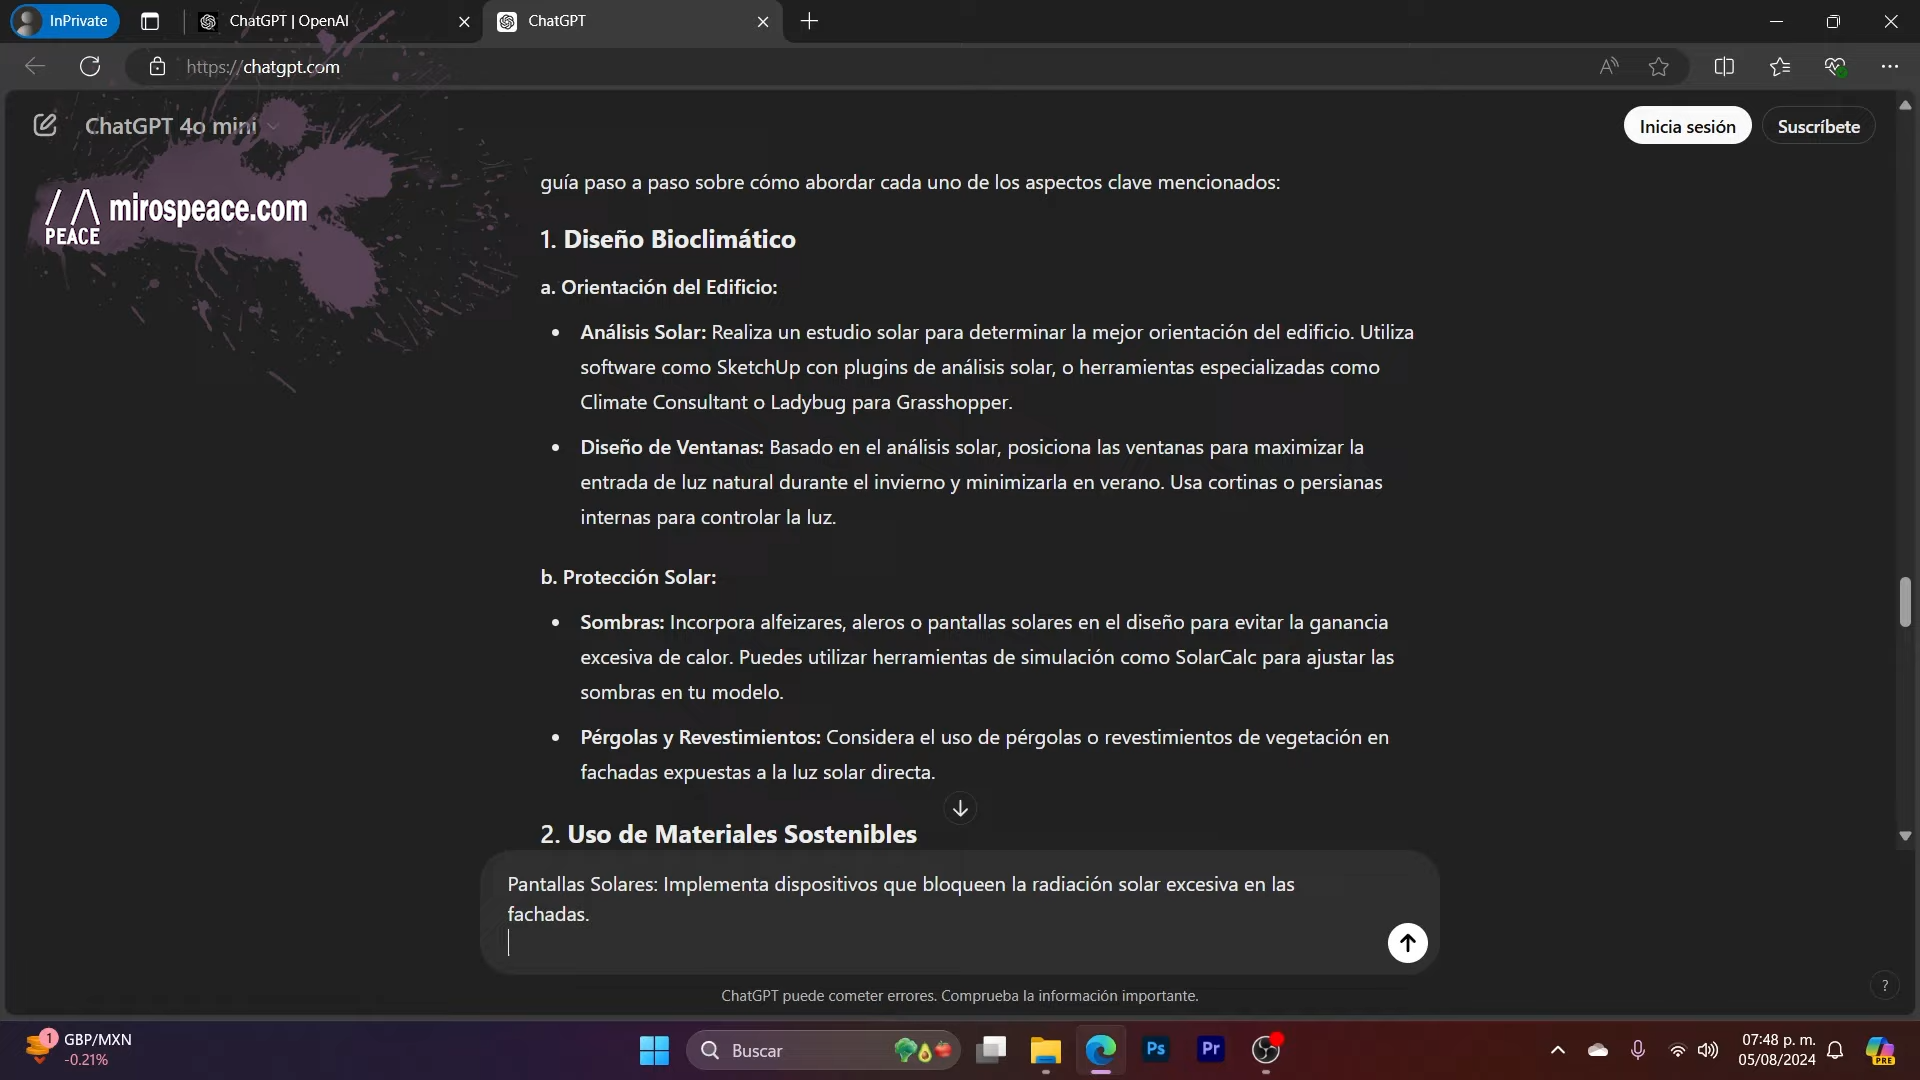 InPrivate
ChatGPT | OpenAI
ChatGPT
https://chatgpt.com
ChatGPT 4o mini
Inicia sesión
Suscríbete
PEACE
mirospeace.com
guía paso a paso sobre cómo abordar cada uno de los aspectos clave mencionados:
1. Diseño Bioclimático
a. Orientación del Edificio:
• Análisis Solar: Realiza un estudio solar para determinar la mejor orientación del edificio. Utiliza
software como SketchUp con plugins de análisis solar, o herramientas especializadas como
Climate Consultant o Ladybug para Grasshopper.
• Diseño de Ventanas: Basado en el análisis solar, posiciona las ventanas para maximizar la
entrada de luz natural durante el invierno y minimizarla en verano. Usa cortinas o persianas
internas para controlar la luz.
b. Protección Solar:
• Sombras: Incorpora alfeizares, aleros o pantallas solares en el diseño para evitar la ganancia
excesiva de calor. Puedes utilizar herramientas de simulación como SolarCalc para ajustar las
sombras en tu modelo.
• Pérgolas y Revestimientos: Considera el uso de pérgolas o revestimientos de vegetación en
fachadas expuestas a la luz solar directa.
2. Uso de Materiales Sostenibles
Pantallas Solares: Implementa dispositivos que bloqueen la radiación solar excesiva en las
fachadas.
ChatGPT puede cometer errores. Comprueba la información importante.
?
1
GBP/MXN
-0.21%
Buscar
Ps
Pr
07:48 p. m.
05/08/2024
PRE